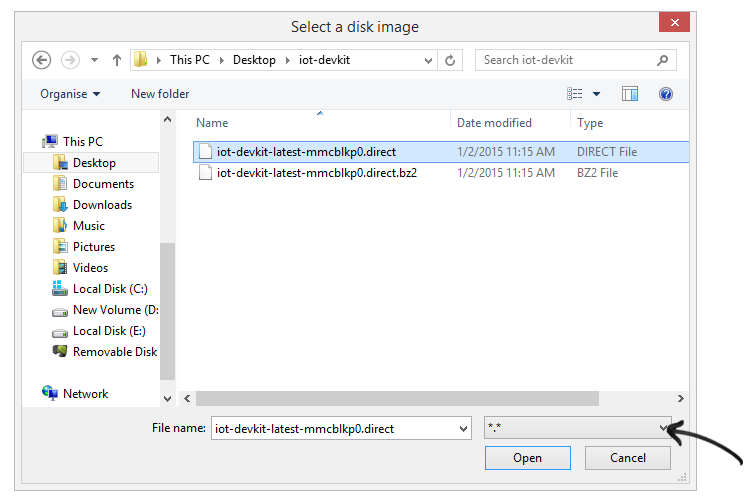 Select a disk image
This PC Desktop iot-devkit Search iot-devkit
Organise New folder
Name Date modified Type
This PC
Desktop
Documents
Downloads
Music
Pictures
Videos
Local Disk (C:)
New Volume (D:
Local Disk (E:)
Removable Disk
Network
iot-devkit-latest-mmcblkp0.direct 1/2/2015 11:15 AM DIRECT File
iot-devkit-latest-mmcblkp0.direct.bz2 1/2/2015 11:15 AM BZ2 File
File name: iot-devkit-latest-mmcblkp0.direct *.*
Open Cancel